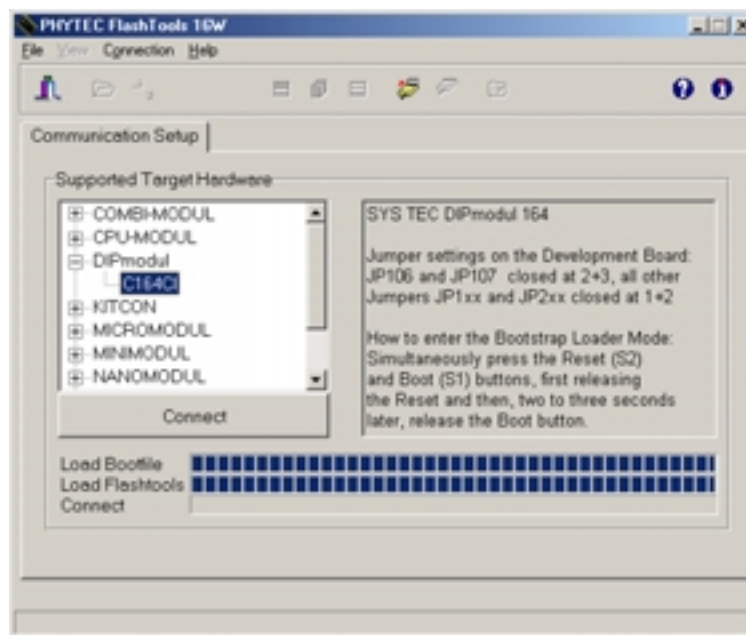 PHYTEC FlashTools 16W
File View Connection Help
Communication Setup
Supported Target Hardware
COMBI-MODUL
CPU-MODUL
DIPmodul
C164CI
KITCON
MICROMODUL
MINIMODUL
NANOMODUL
Connect
SYS TEC DIPmodul 164
Jumper settings on the Development Board:
JP106 and JP107 closed at 2+3, all other
Jumpers JP1xx and JP2xx closed at 1+2
How to enter the Bootstrap Loader Mode:
Simultaneously press the Reset (S2)
and Boot (S1) buttons, first releasing
the Reset and then, two to three seconds
later, release the Boot button.
Load Bootfile
Load Flashtools
Connect